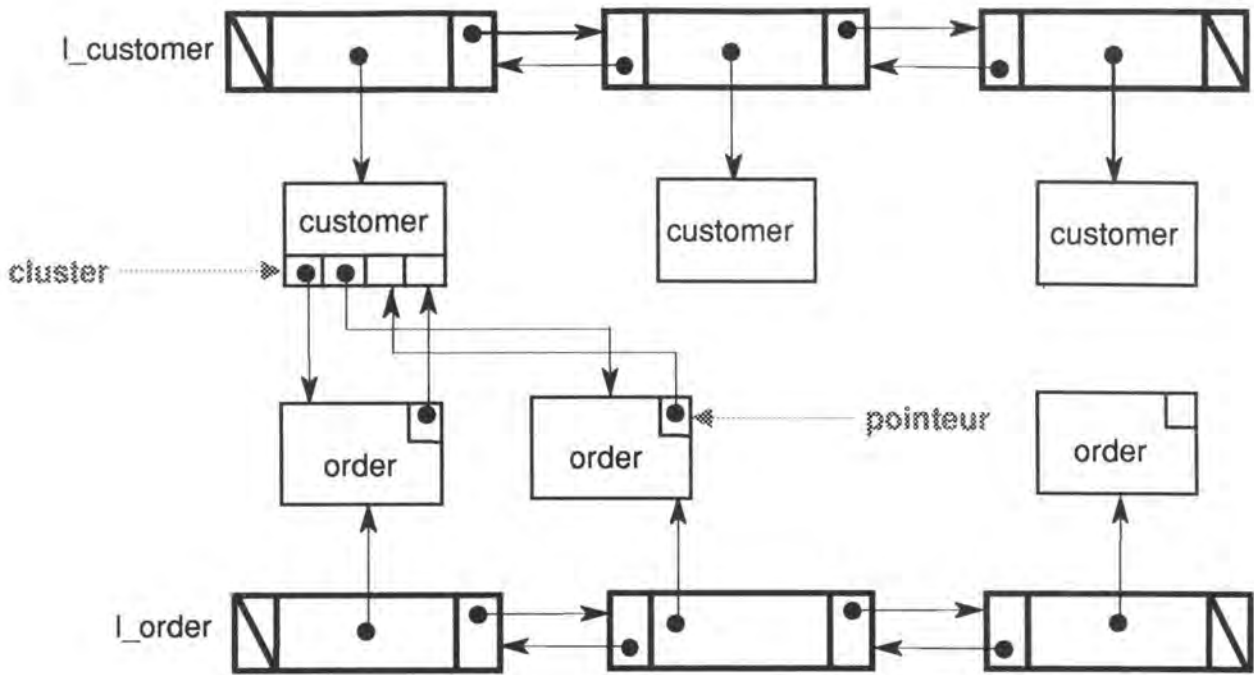 l_customer
customer
customer
customer
cluster
pointeur
order
order
order
l_order